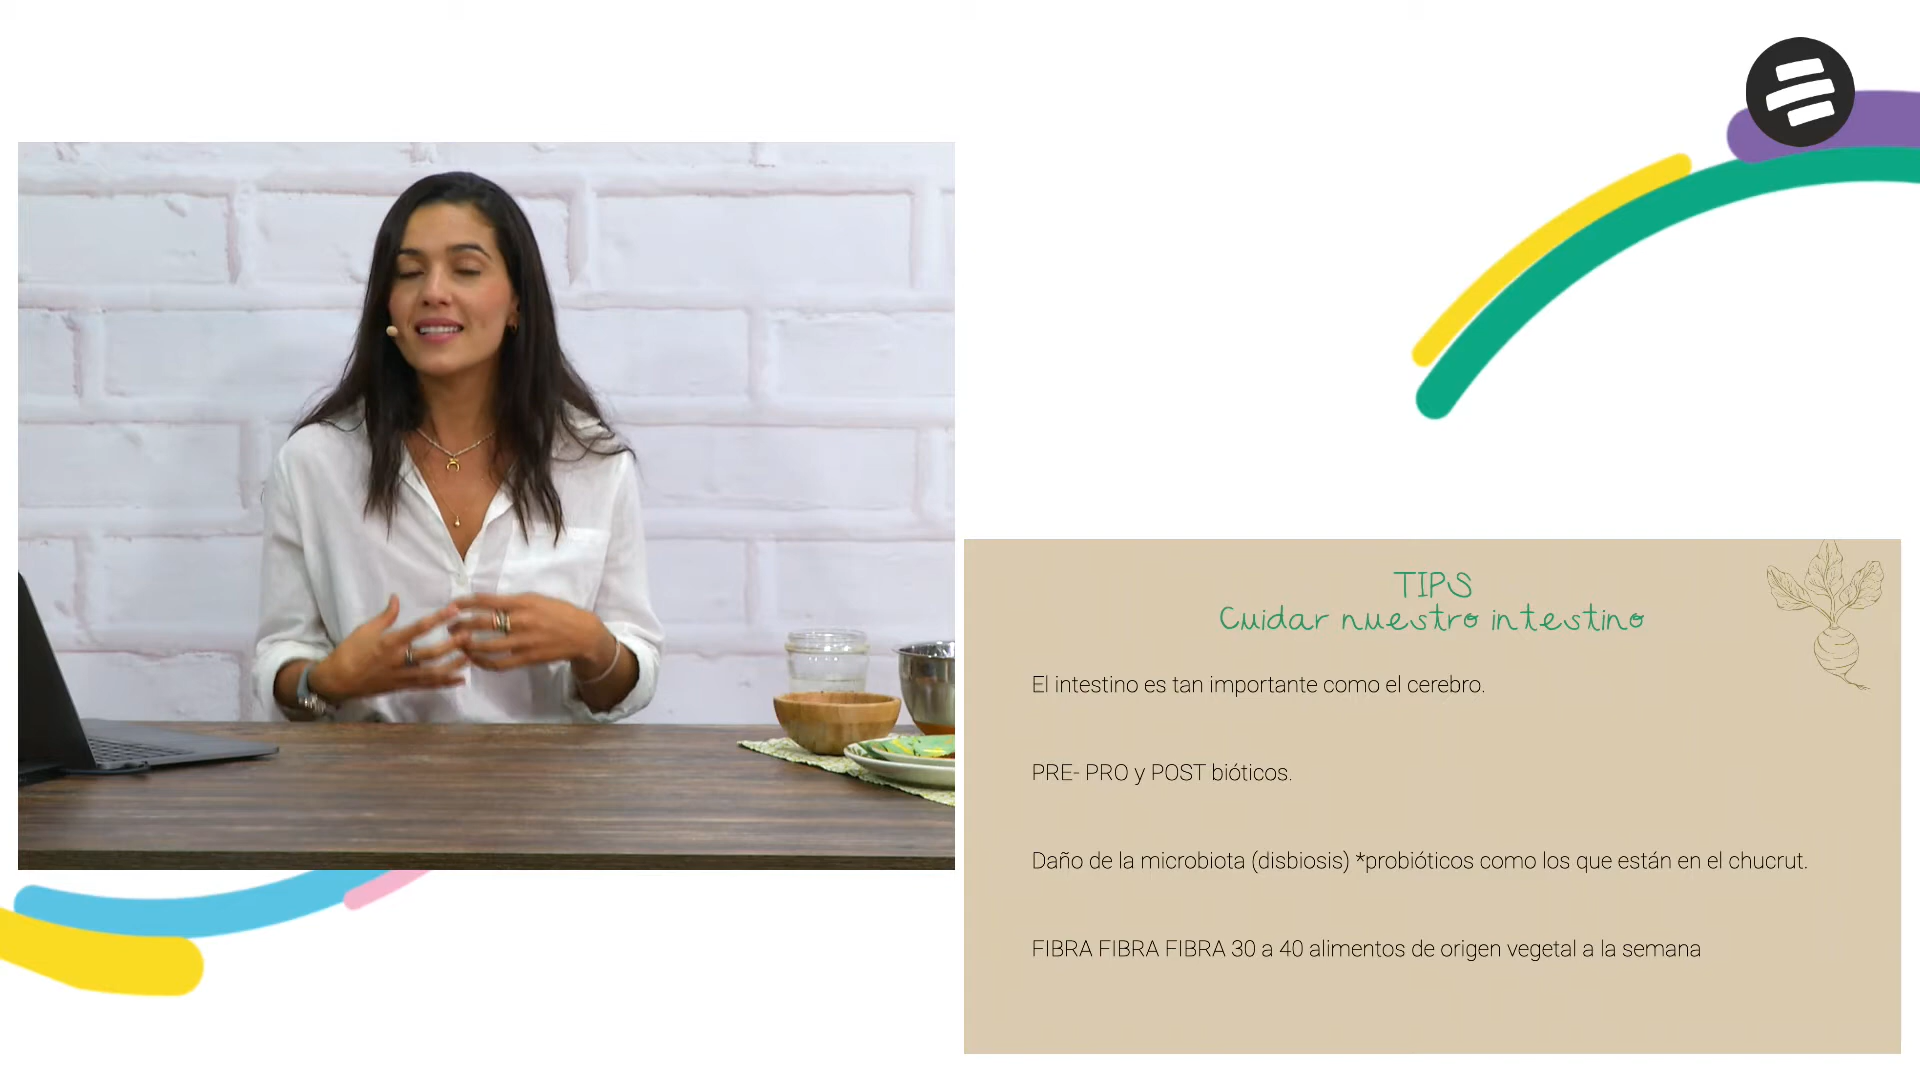 TIPS
Cuidar nuestro intestino
El intestino es tan importante como el cerebro.
PRE- PRO y POST bióticos.
Daño de la microbiota (disbiosis) *probióticos como los que están en el chucrut.
FIBRA FIBRA FIBRA 30 a 40 alimentos de origen vegetal a la semana